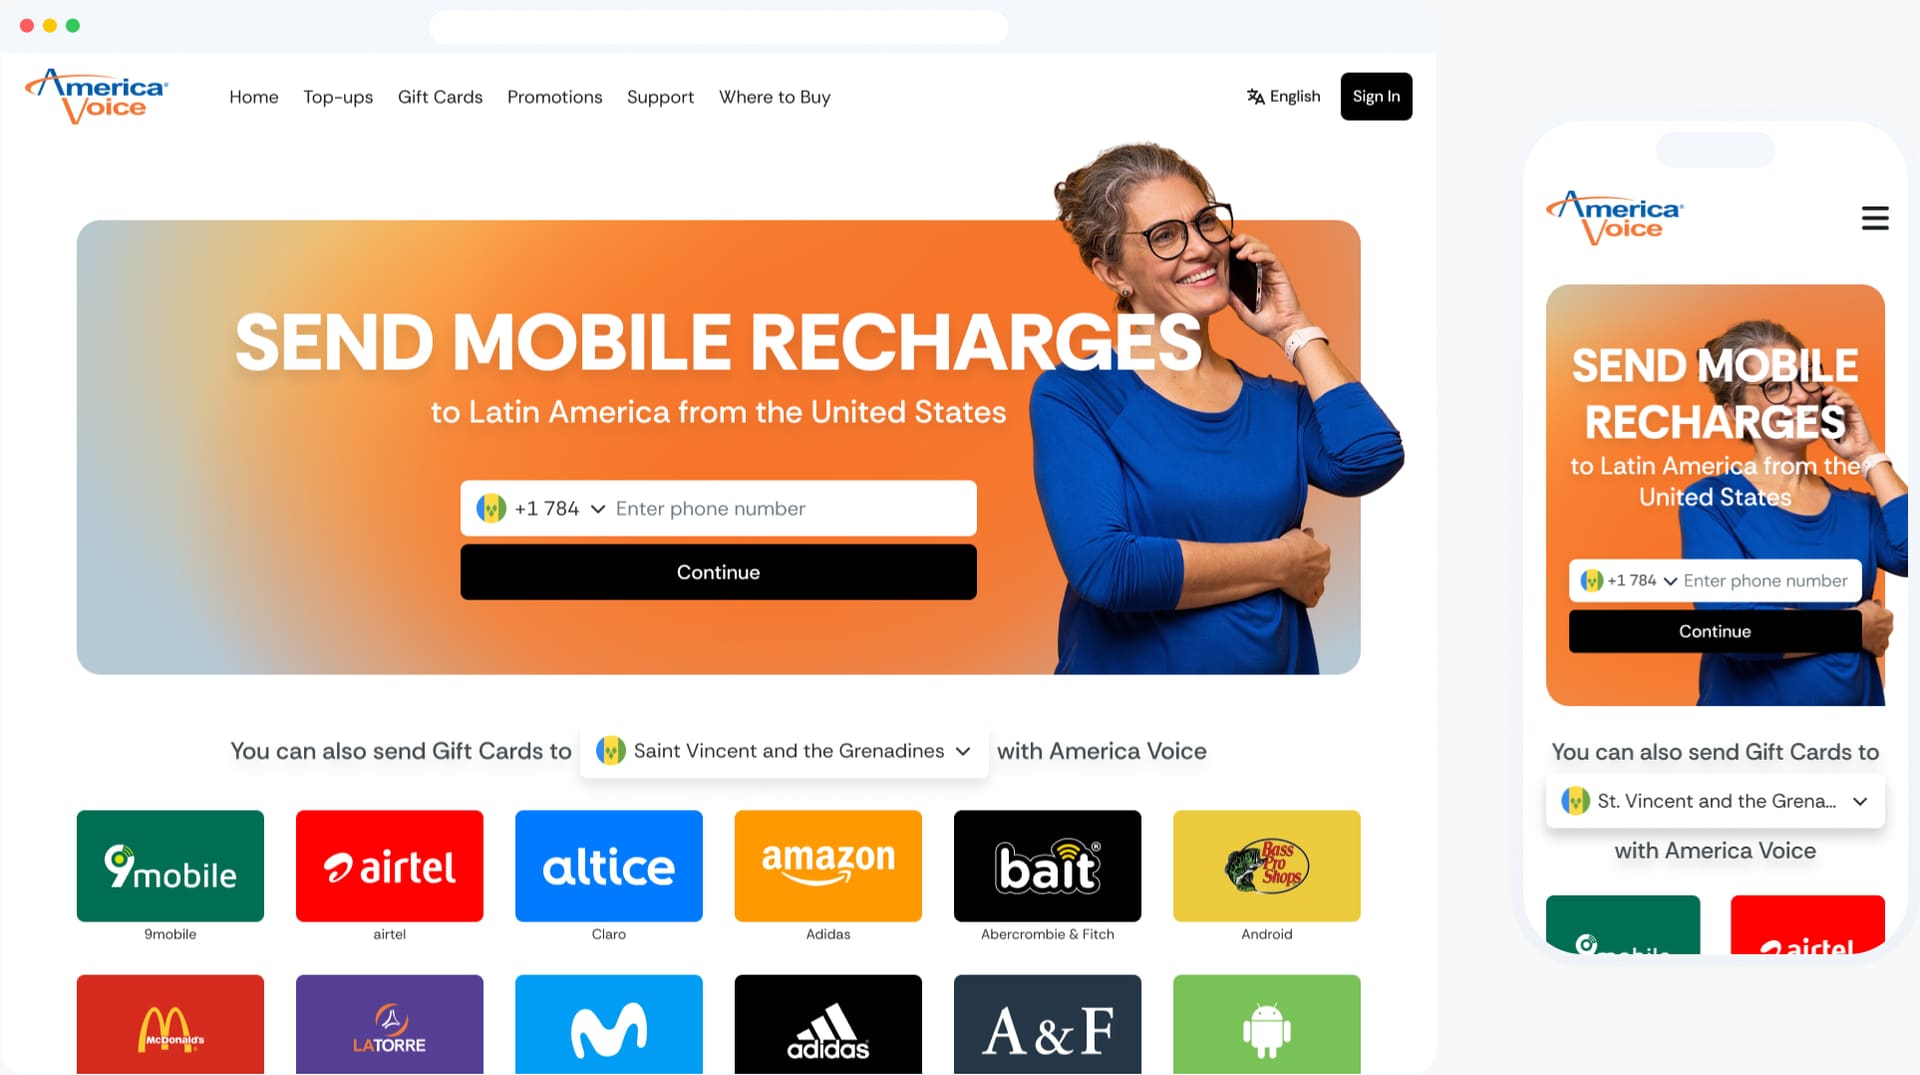 America®
Voice
Home
Top-ups
Gift Cards
Promotions
Support
Where to Buy
English
Sign In
SEND MOBILE RECHARGES
to Latin America from the United States
+1 784
Enter phone number
Continue
You can also send Gift Cards to
Saint Vincent and the Grenadines
with America Voice
9mobile
airtel
altice
amazon
bait®
Bass
Pro
Shops
9mobile
airtel
Claro
Adidas
Abercrombie & Fitch
Android
McDonald's
LATORRE
adidas
A & F
America®
Voice
SEND MOBILE
RECHARGES
to Latin America from the
United States
+1 784
Enter phone number
Continue
You can also send Gift Cards to
St. Vincent and the Grena...
with America Voice
9mobile
airtel